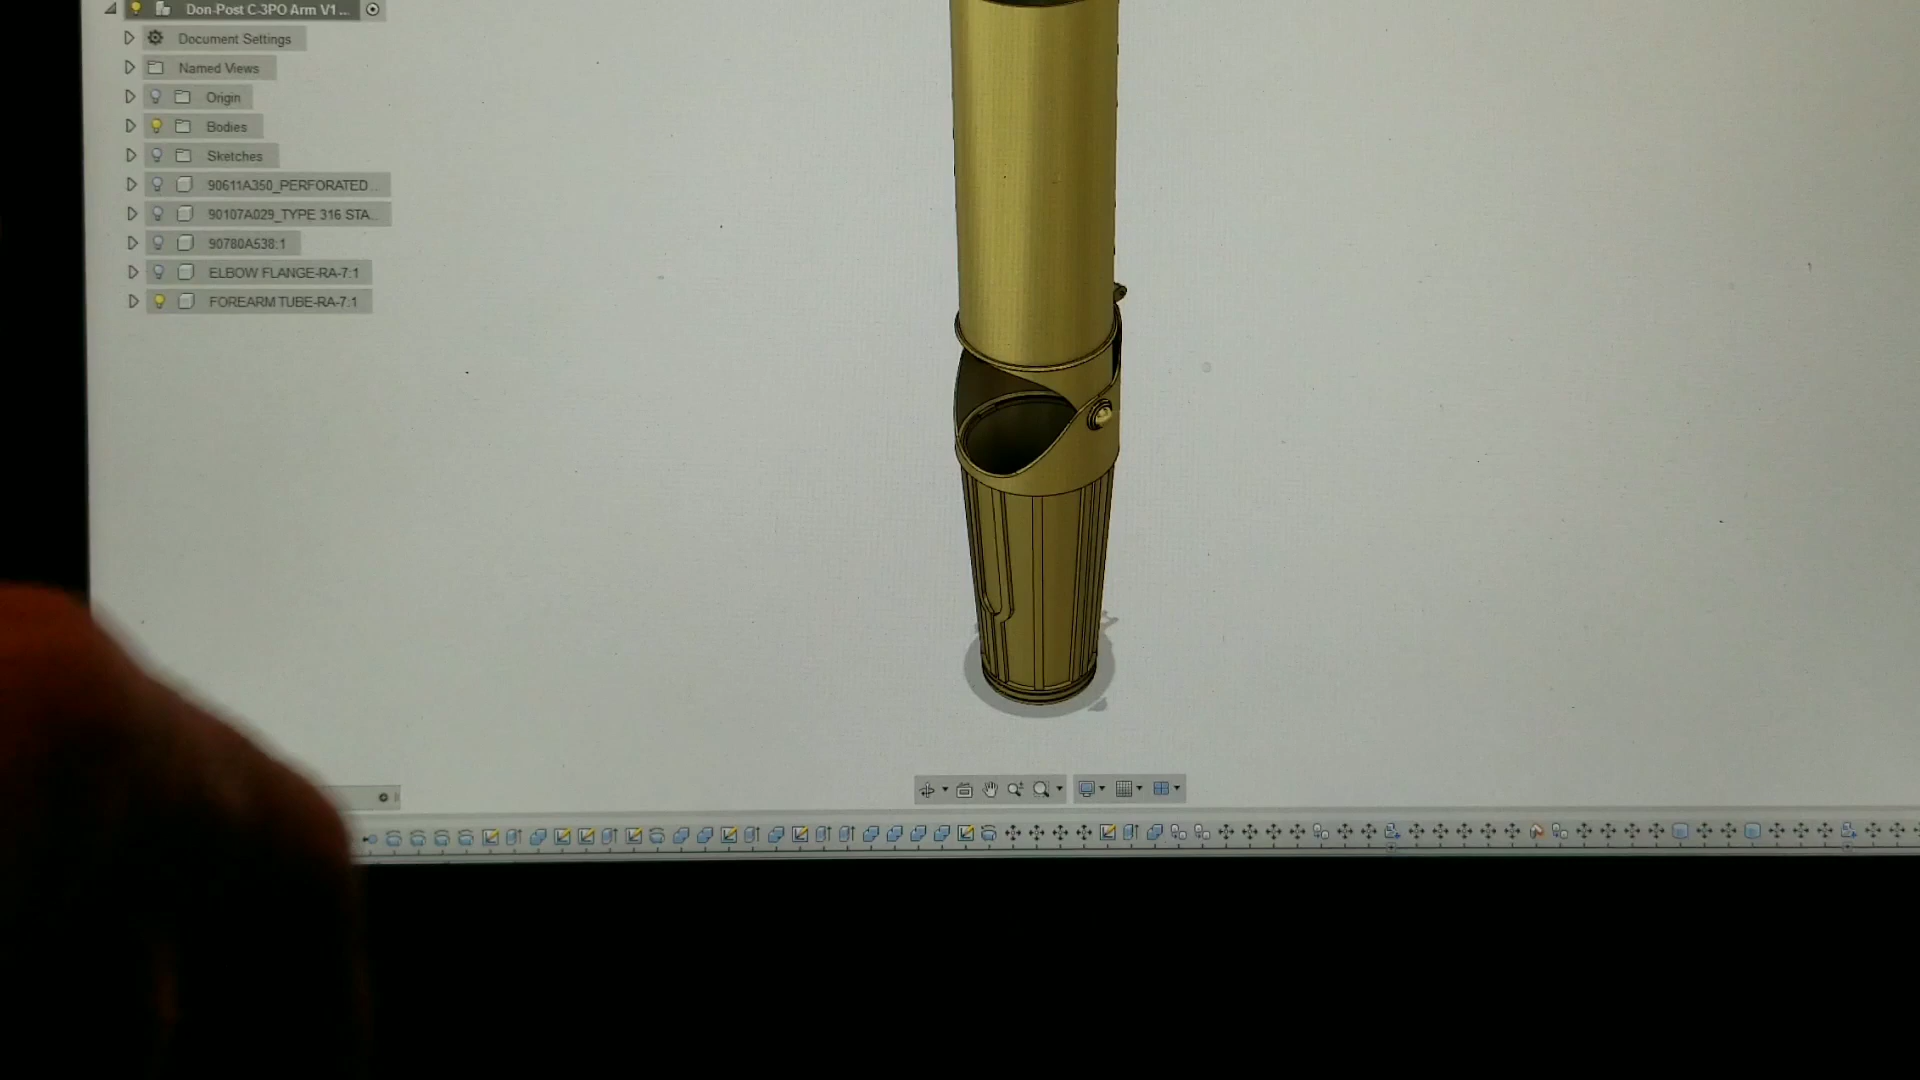 Don-Post C-3PO Arm V1 ...
Document Settings
Named Views
Origin
Bodies
Sketches
90611A350_PERFORATED ...
90107A029_TYPE 316 STA...
90780A538:1
ELBOW FLANGE-RA-7:1
FOREARM TUBE-RA-7:1